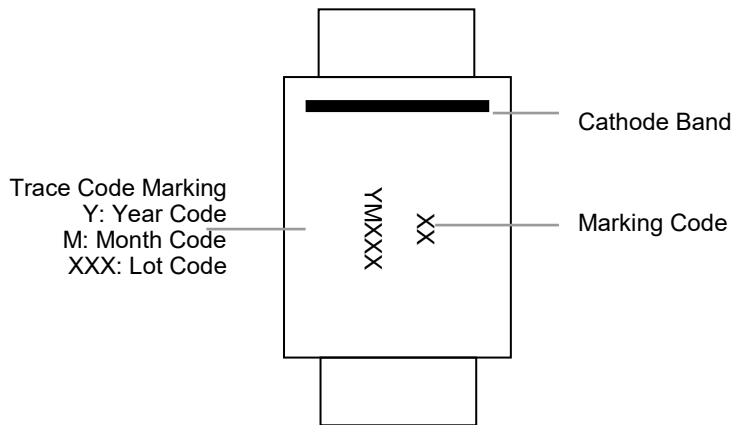 Cathode Band
Trace Code Marking
Y: Year Code
M: Month Code
XXX: Lot Code
YMXXX
XX
Marking Code